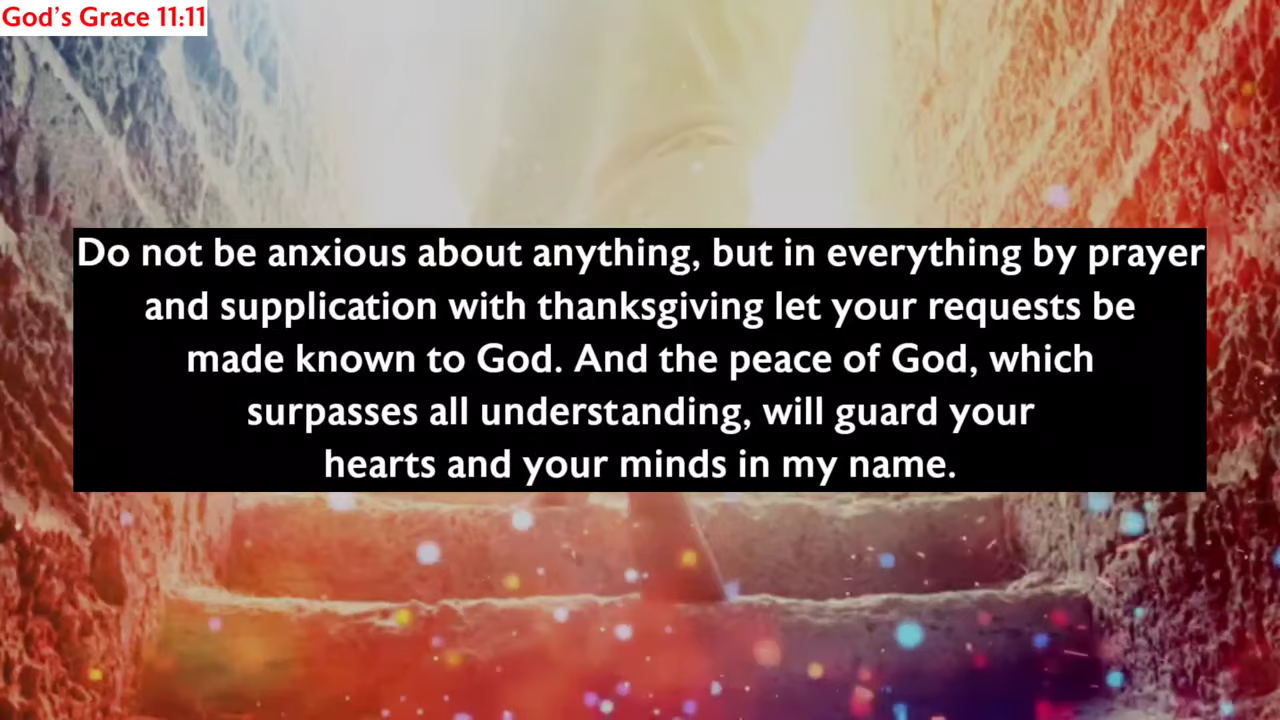 God's Grace 11:11
Do not be anxious about anything, but in everything by prayer
and supplication with thanksgiving let your requests be
made known to God. And the peace of God, which
surpasses all understanding, will guard your
hearts and your minds in my name.